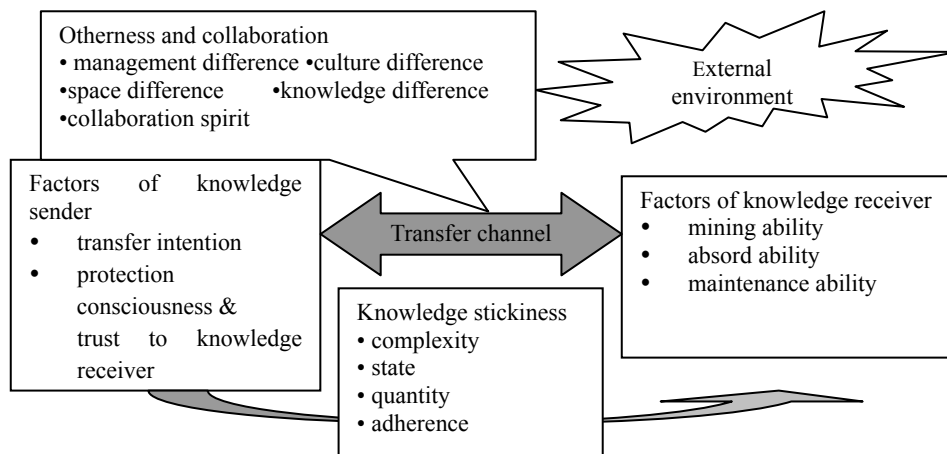 Otherness and collaboration
• management difference •culture difference
•space difference •knowledge difference
•collaboration spirit
External
environment
Factors of knowledge
sender
• transfer intention
• protection
consciousness &
trust to knowledge
receiver
Transfer channel
Factors of knowledge receiver
• mining ability
• absord ability
• maintenance ability
Knowledge stickiness
• complexity
• state
• quantity
• adherence